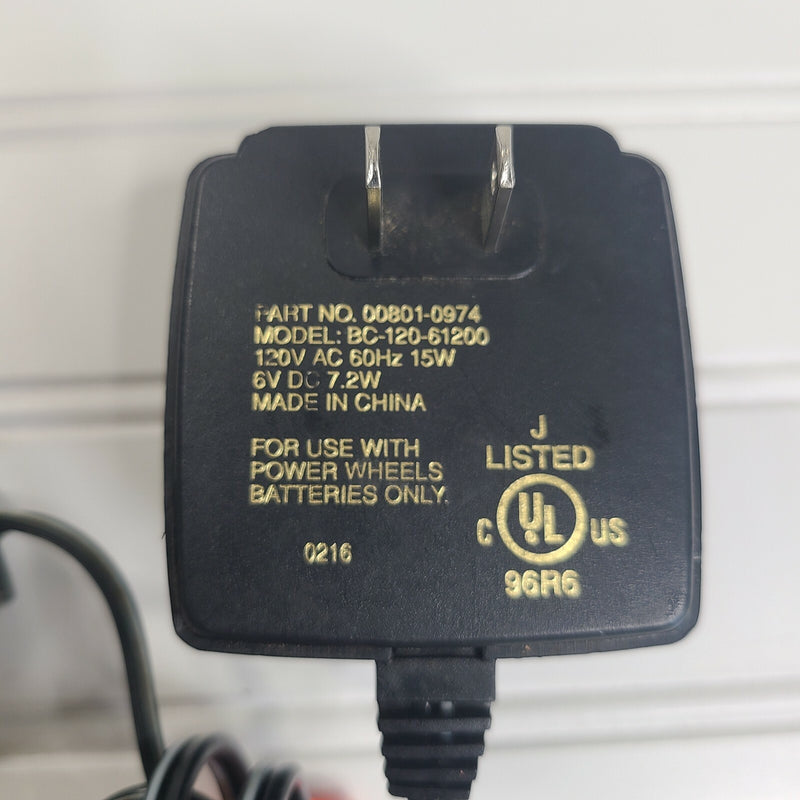 PART NO. 00801-0974
MODEL: BC-120-61200
120V AC 60Hz 15W
6V DC 7.2W
MADE IN CHINA
FOR USE WITH
POWER WHEELS
BATTERIES ONLY.
0216
J
LISTED
C UL US
96R6